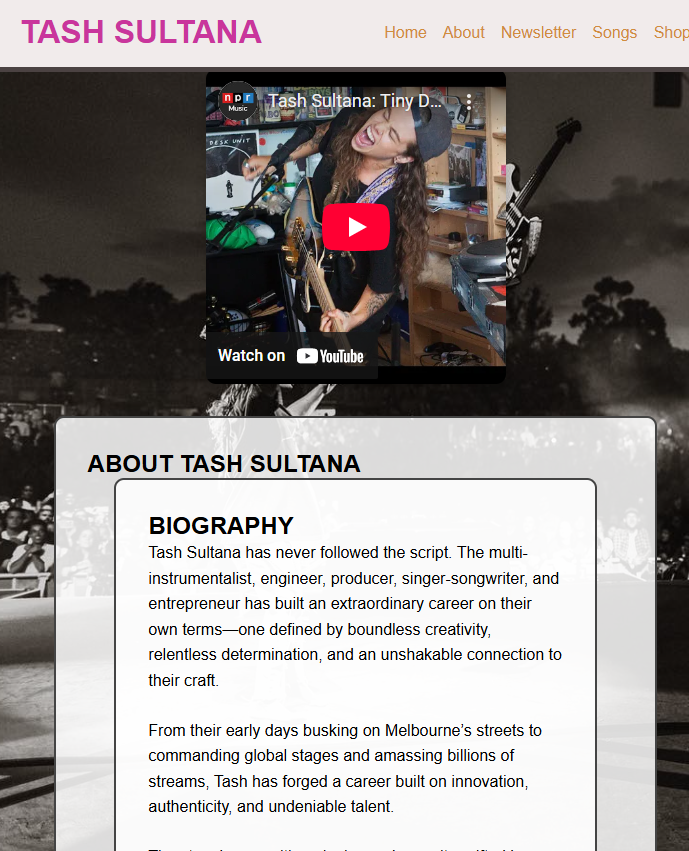 TASH SULTANA
Home About Newsletter Songs Shop
npr
Music
Tash Sultana: Tiny D...
DESK UNIT
Watch on YouTube
ABOUT TASH SULTANA
BIOGRAPHY
Tash Sultana has never followed the script. The multi-
instrumentalist, engineer, producer, singer-songwriter, and
entrepreneur has built an extraordinary career on their
own terms—one defined by boundless creativity,
relentless determination, and an unshakable connection to
their craft.
From their early days busking on Melbourne’s streets to
commanding global stages and amassing billions of
streams, Tash has forged a career built on innovation,
authenticity, and undeniable talent.